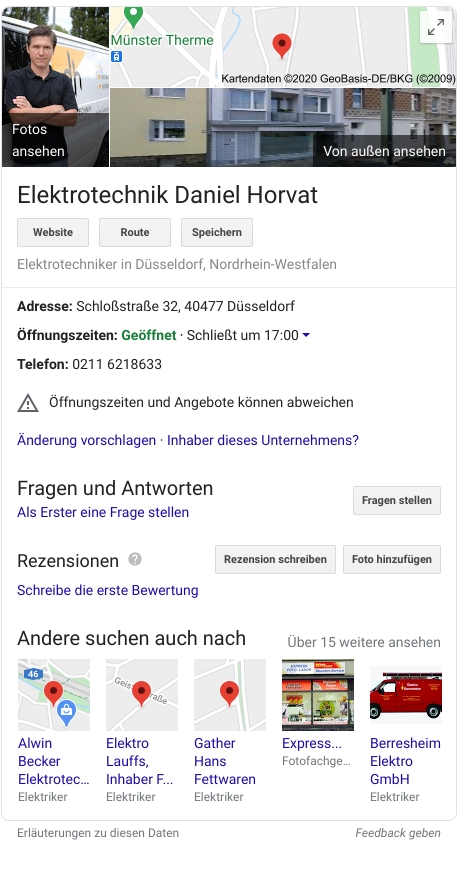 Münster Therme
Kartendaten ©2020 GeoBasis-DE/BKG (©2009)
Fotos
ansehen
Von außen ansehen
Elektrotechnik Daniel Horvat
Website Route Speichern
Elektrotechniker in Düsseldorf, Nordrhein-Westfalen
Adresse: Schloßstraße 32, 40477 Düsseldorf
Öffnungszeiten: Geöffnet · Schließt um 17:00
Telefon: 0211 6218633
Öffnungszeiten und Angebote können abweichen
Änderung vorschlagen · Inhaber dieses Unternehmens?
Fragen und Antworten
Fragen stellen
Als Erster eine Frage stellen
Rezensionen ? Rezension schreiben Foto hinzufügen
Schreibe die erste Bewertung
Andere suchen auch nach Über 15 weitere ansehen
46
Alwin
Becker
Elektrotec...
Elektriker
Elektro
Lauffs,
Inhaber F...
Elektriker
Gather
Hans
Fettwaren
Elektriker
EXPRESS
FOTO-LABOR
Express...
Fotofachge...
Berresheim
Elektro
GmbH
Elektriker
Erläuterungen zu diesen Daten Feedback geben